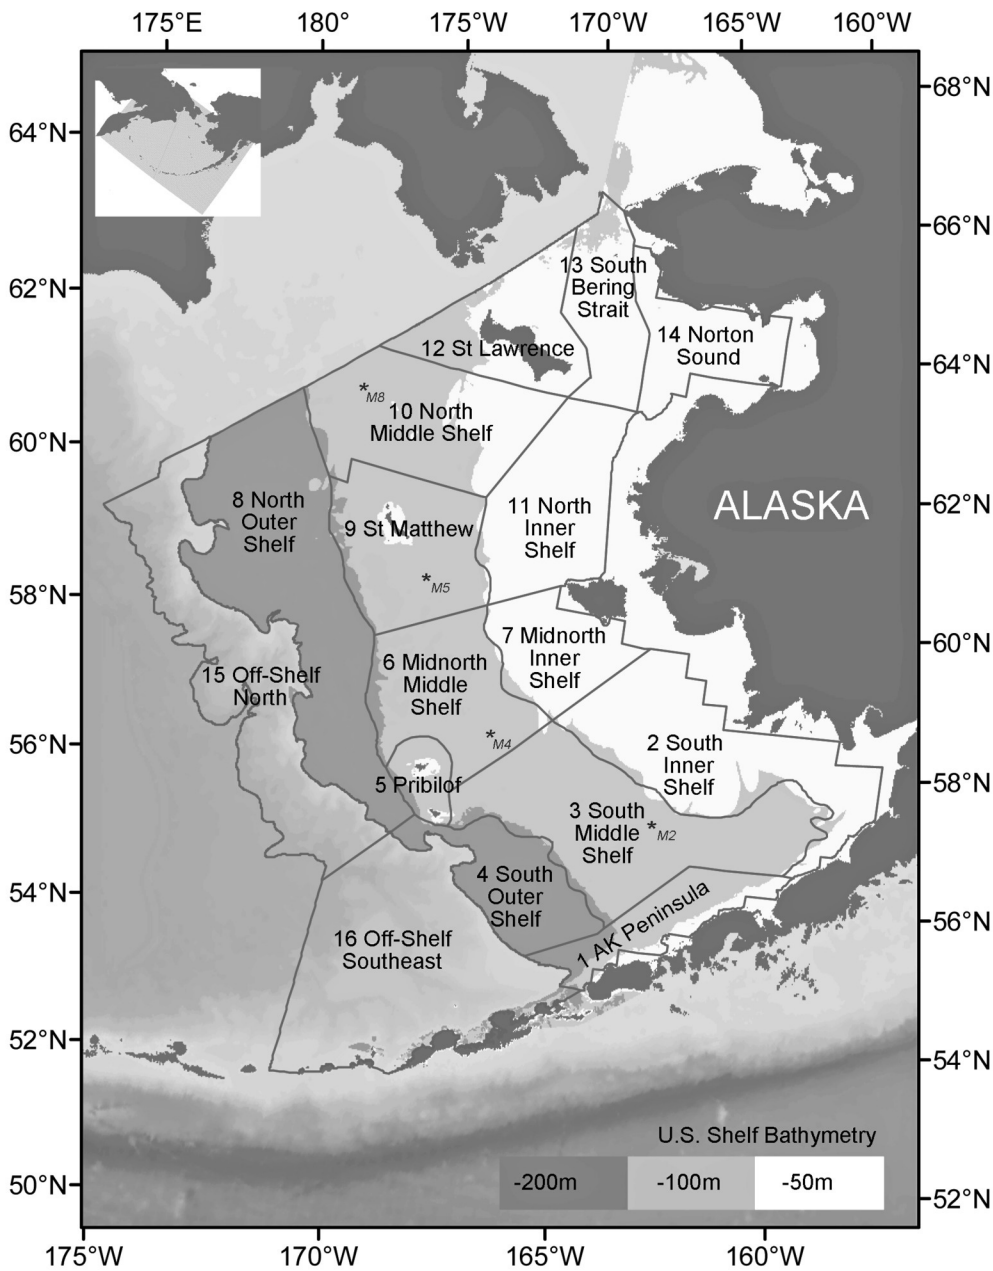 175°E 180° 175°W 170°W 165°W 160°W
68°N
64°N
66°N
62°N
13 South
Bering
Strait
14 Norton
Sound
12 St Lawrence
64°N
*M8
10 North
Middle Shelf
60°N
8 North
Outer
Shelf
9 St Matthew
11 North
Inner
Shelf
ALASKA
62°N
*M5
58°N
7 Midnorth
Inner
Shelf
60°N
6 Midnorth
Middle
Shelf
15 Off-Shelf
North
*M4
56°N
2 South
Inner
Shelf
58°N
5 Pribilof
3 South
Middle
Shelf
*M2
54°N
4 South
Outer
Shelf
1 AK Peninsula
56°N
16 Off-Shelf
Southeast
52°N
54°N
U.S. Shelf Bathymetry
-200m -100m -50m
50°N
52°N
175°W 170°W 165°W 160°W